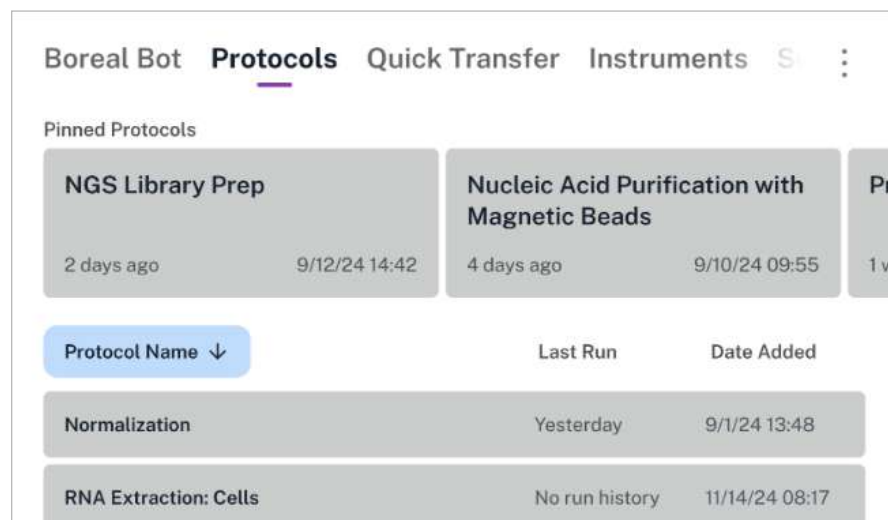 Boreal Bot Protocols Quick Transfer Instruments
Pinned Protocols
NGS Library Prep
2 days ago 9/12/24 14:42
Nucleic Acid Purification with
Magnetic Beads
4 days ago 9/10/24 09:55
Protocol Name ↓ Last Run Date Added
Normalization Yesterday 9/1/24 13:48
RNA Extraction: Cells No run history 11/14/24 08:17